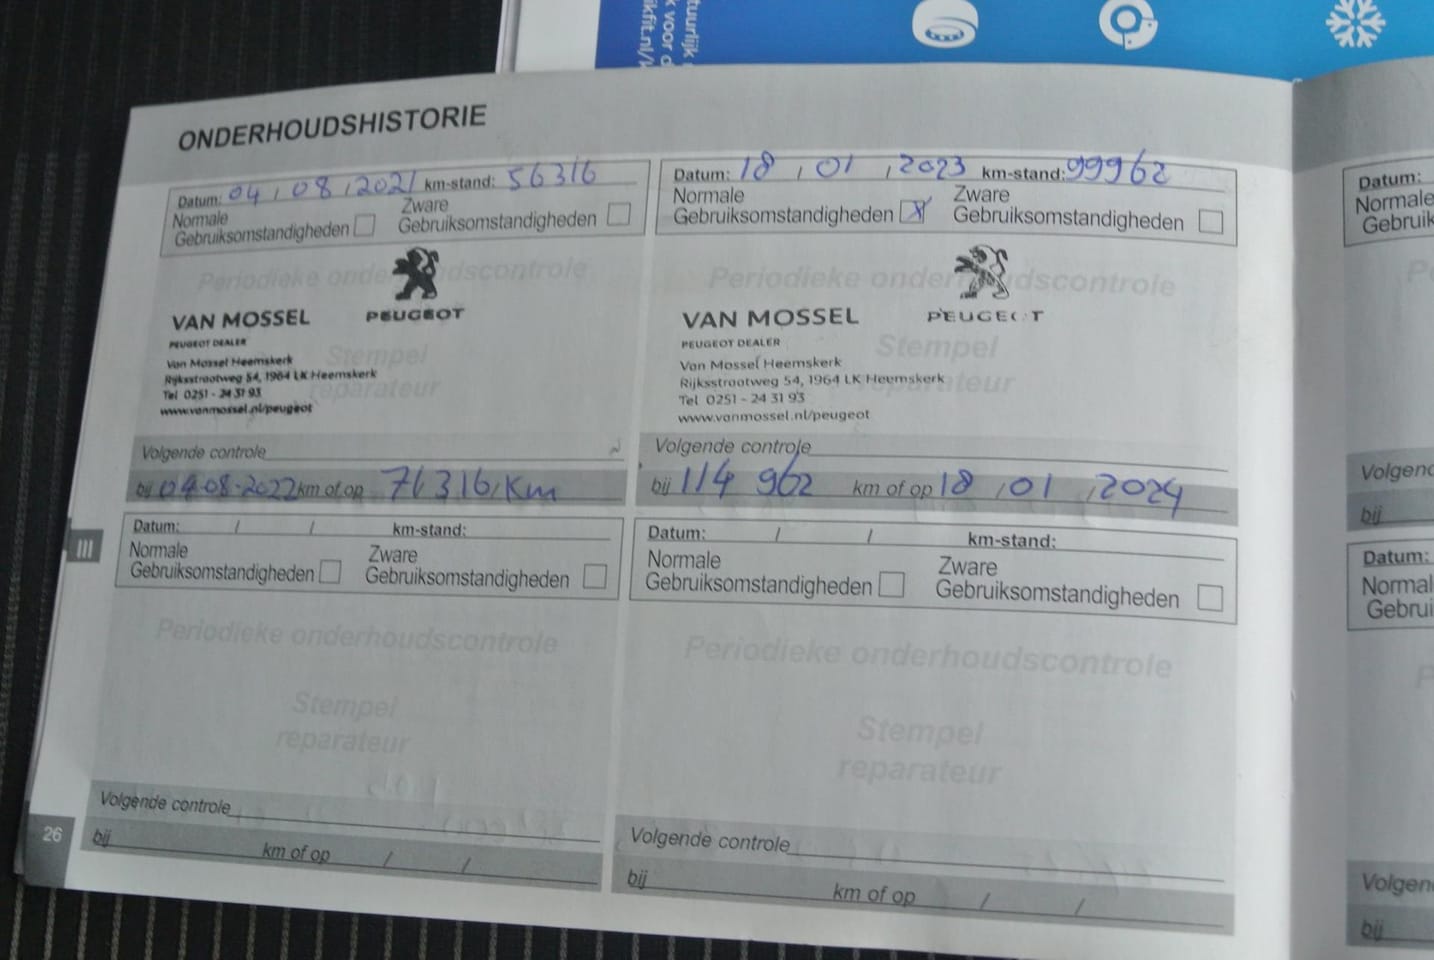 tuurlijk
k voor d
ikfit.nl/
ONDERHOUDSHISTORIE
Datum: 04 / 08 / 2021 km-stand: 56316
Normale
Gebruiksomstandigheden
Zware
Gebruiksomstandigheden
Periodieke onderhoudscontrole
PEUGEOT
VAN MOSSEL
PEUGEOT DEALER
Stempel
reparateur
Van Mossel Heemskerk
Rijksstraatweg 54, 1964 LK Heemskerk
Tel 0251 - 24 31 93
www.vanmossel.nl/peugeot
Volgende controle
bij 04-08-2022 km of op 71316 km
Datum: 18 / 01 / 2023 km-stand: 99962
Normale
Gebruiksomstandigheden
Zware
Gebruiksomstandigheden
Periodieke onderhoudscontrole
PEUGEOT
VAN MOSSEL
PEUGEOT DEALER
Stempel
reparateur
Van Mossel Heemskerk
Rijksstraatweg 54, 1964 LK Heemskerk
Tel 0251 - 24 31 93
www.vanmossel.nl/peugeot
Volgende controle
bij 114 962 km of op 18 / 01 / 2024
III
Datum: / / km-stand:
Normale
Gebruiksomstandigheden
Zware
Gebruiksomstandigheden
Periodieke onderhoudscontrole
Stempel
reparateur
Volgende controle
bij km of op / /
Datum: / / km-stand:
Normale
Gebruiksomstandigheden
Zware
Gebruiksomstandigheden
Periodieke onderhoudscontrole
Stempel
reparateur
Volgende controle
bij km of op / /
26
Datum:
Normale
Gebruik
Volgend
bij
Datum:
Normal
Gebrui
Volgen
bij